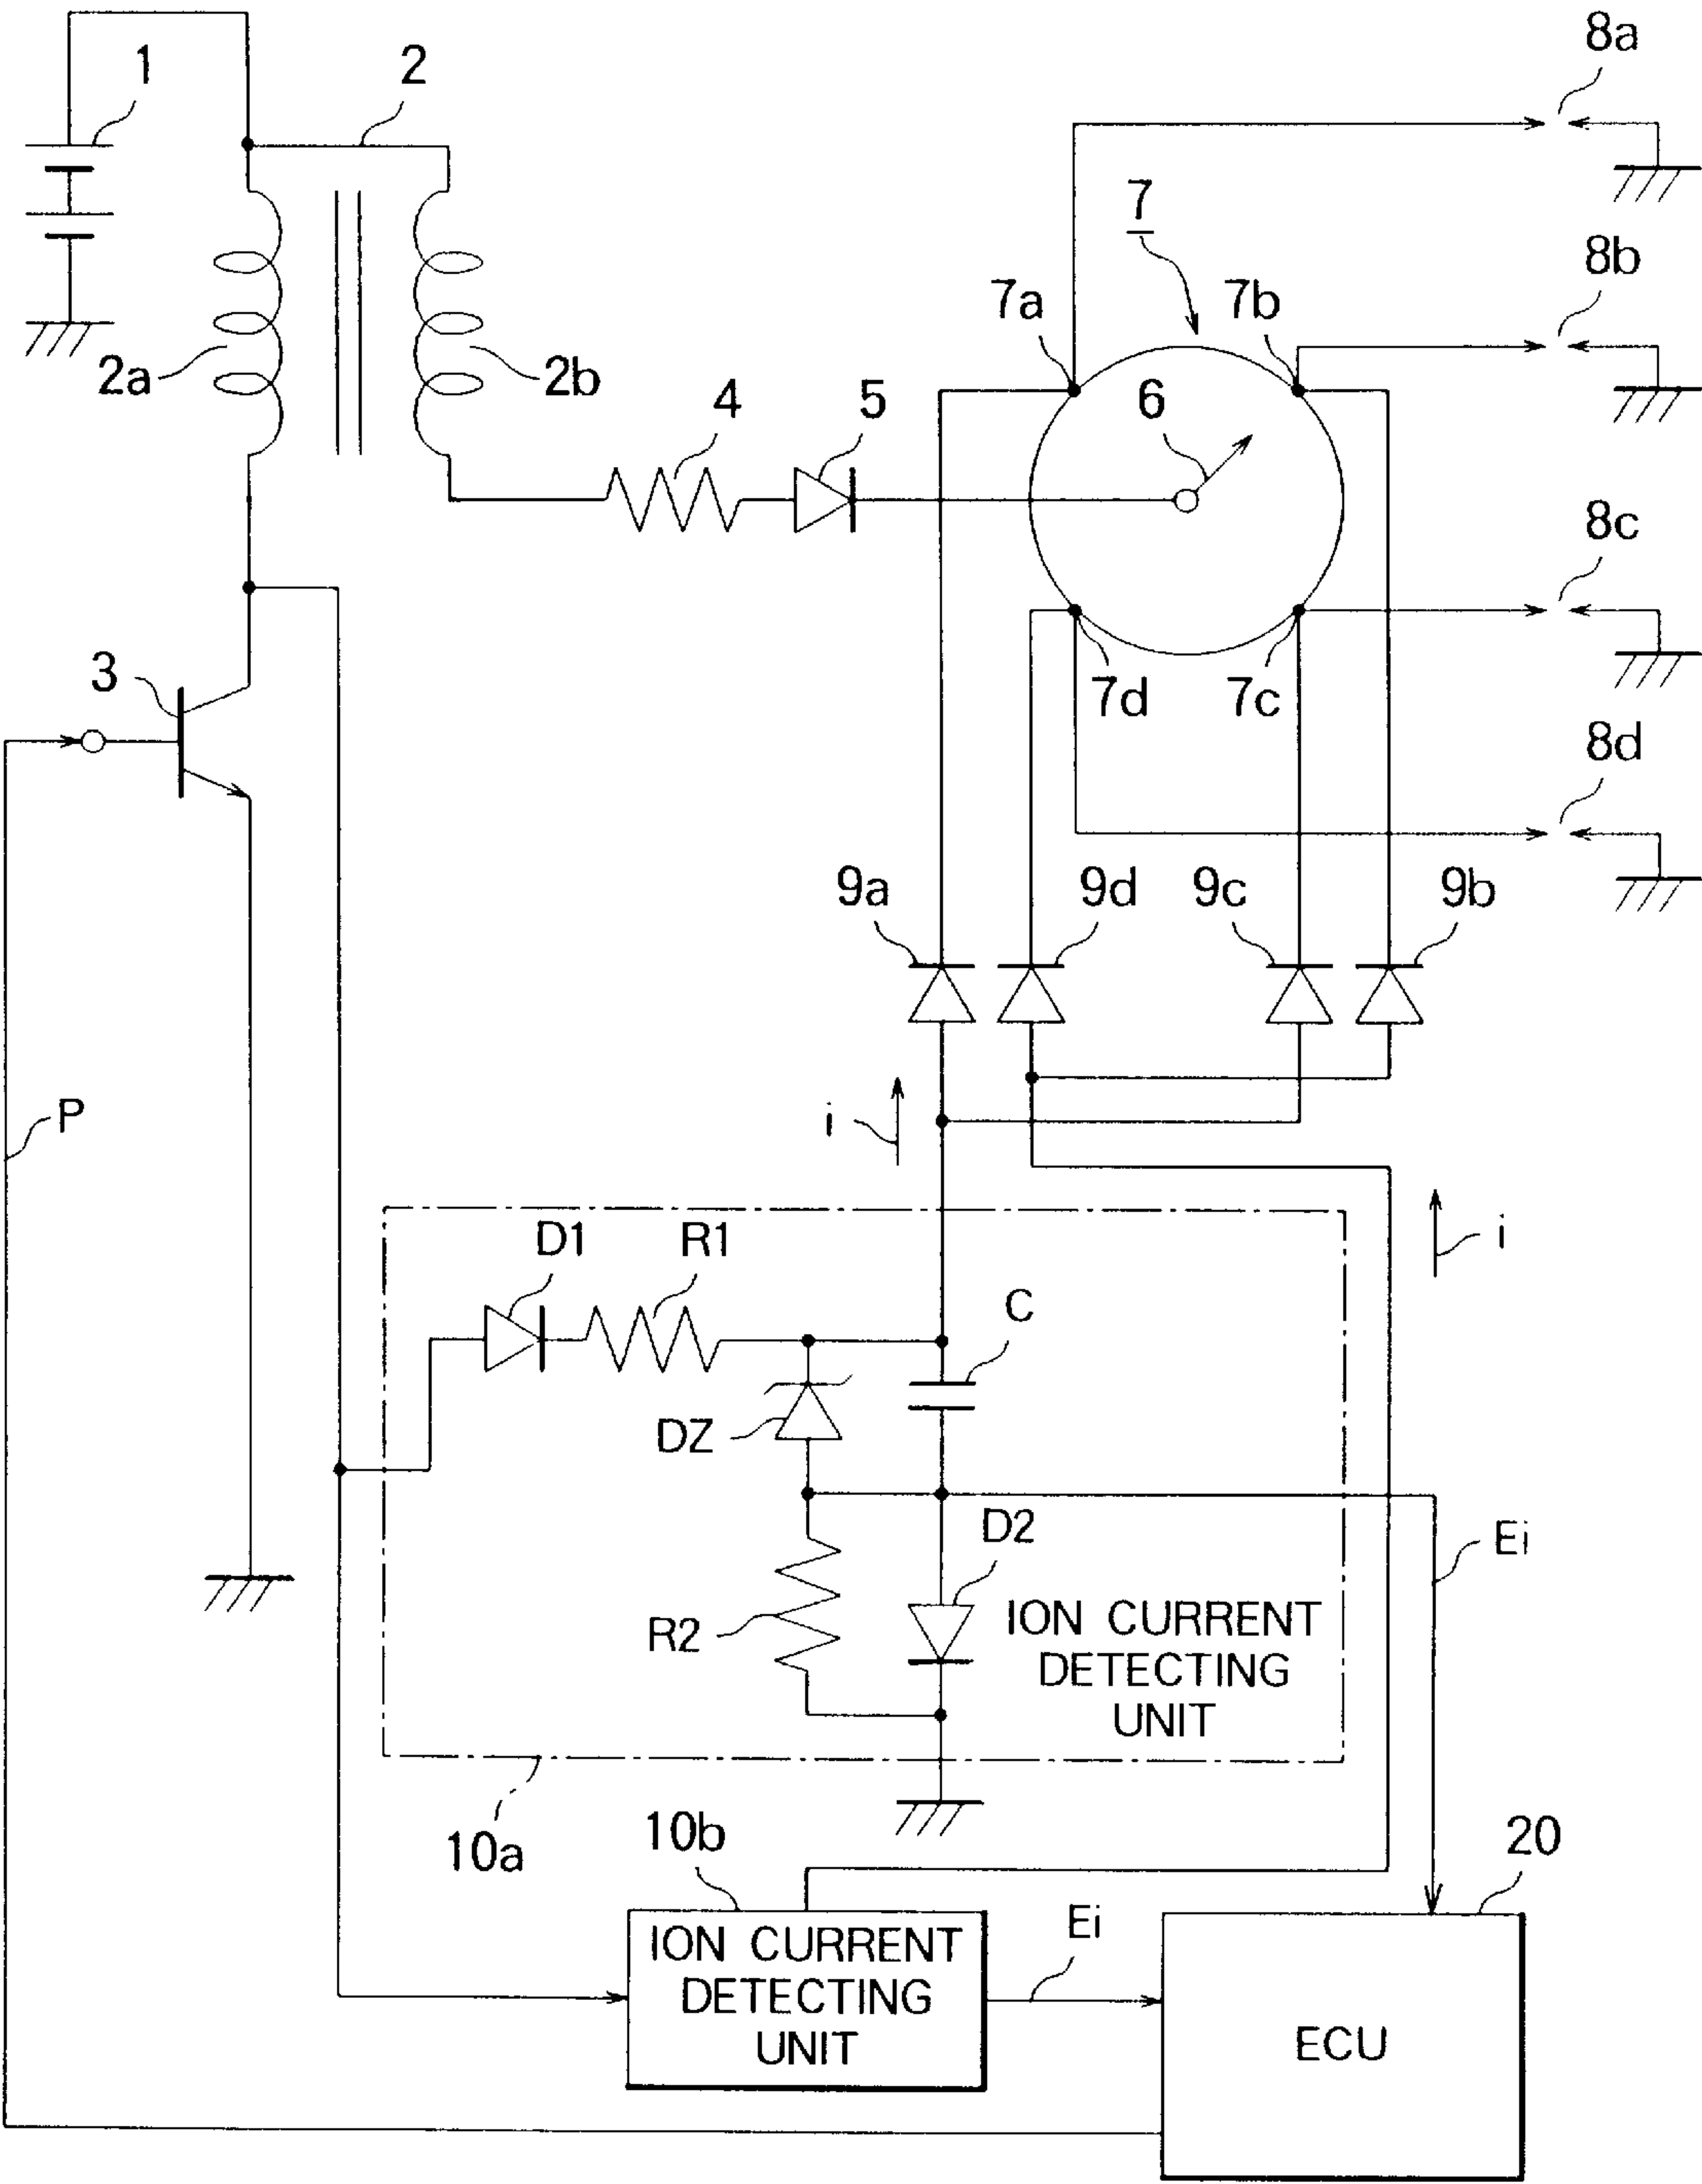 8a
1
2
7
8b
7a
7b
2a
2b
4
5
6
8c
3
7d
7c
8d
9a
9d
9c
9b
P
i
i
D1
R1
C
DZ
D2
Ei
R2
ION CURRENT
DETECTING
UNIT
10a
10b
20
ION CURRENT
DETECTING
UNIT
Ei
ECU